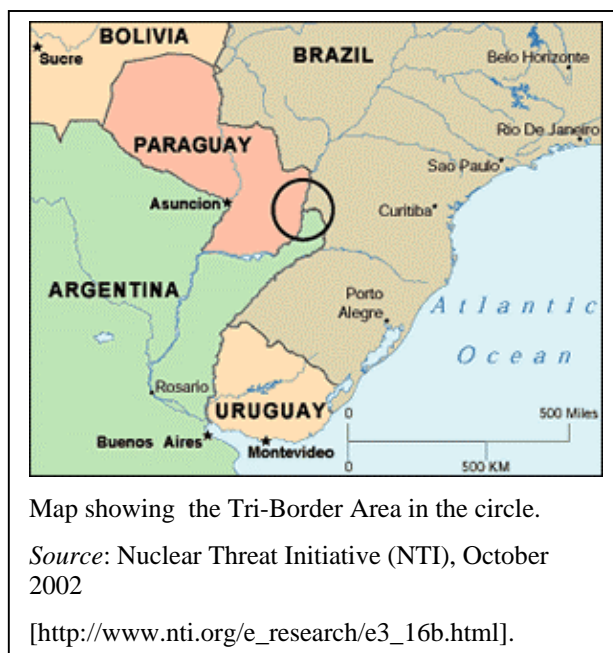 BOLIVIA
Sucre
BRAZIL
Belo Horizonte
Rio De Janeiro
PARAGUAY
Sao Paulo
Asuncion
Curitiba
ARGENTINA
Porto
Alegre
Atlantic
Ocean
Rosario
URUGUAY
0 500 Miles
Buenos Aires
Montevideo
0 500 KM
Map showing the Tri-Border Area in the circle.
Source: Nuclear Threat Initiative (NTI), October
2002
[http://www.nti.org/e_research/e3_16b.html].